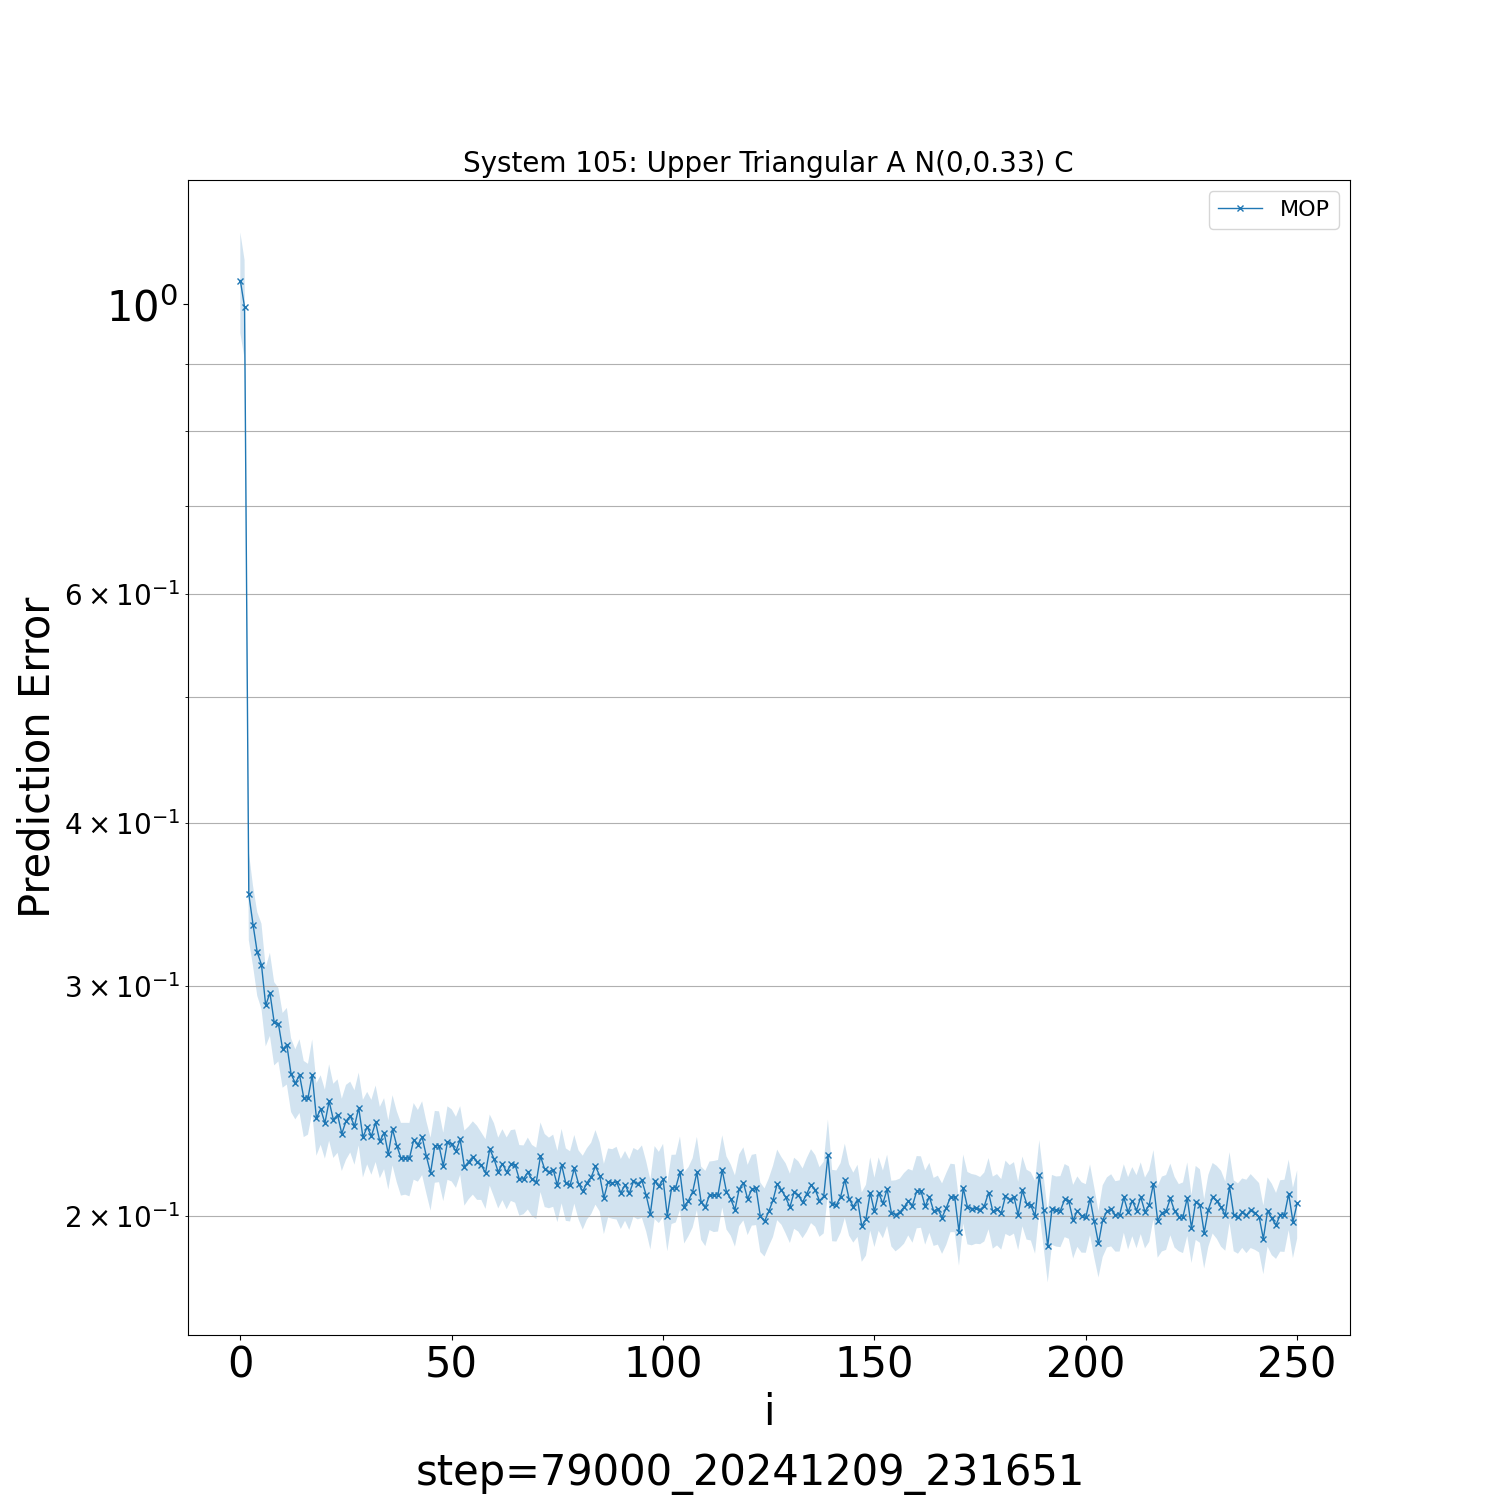 System 105: Upper Triangular A N(0,0.33) C
MOP
10⁰
6 × 10⁻¹
4 × 10⁻¹
3 × 10⁻¹
2 × 10⁻¹
Prediction Error
0 50 100 150 200 250
i
step=79000_20241209_231651